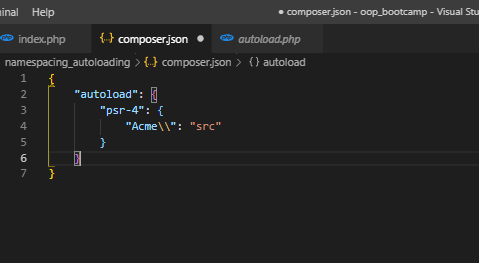 ninal Help
composer.json - oop_bootcamp - Visual Stu
index.php composer.json autoload.php
namespacing_autoloading > composer.json > autoload
1 {
2 "autoload": {
3 "psr-4": {
4 "Acme\\": "src"
5 }
6 }
7 }